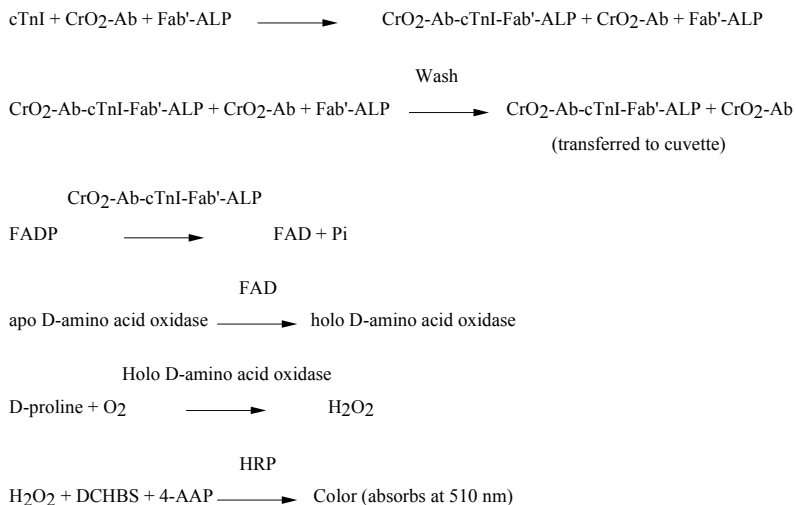 cTnI + CrO2-Ab + Fab'-ALP ⟶ CrO2-Ab-cTnI-Fab'-ALP + CrO2-Ab + Fab'-ALP
Wash
CrO2-Ab-cTnI-Fab'-ALP + CrO2-Ab + Fab'-ALP ⟶ CrO2-Ab-cTnI-Fab'-ALP + CrO2-Ab
(transferred to cuvette)
CrO2-Ab-cTnI-Fab'-ALP
FADP ⟶ FAD + Pi
FAD
apo D-amino acid oxidase ⟶ holo D-amino acid oxidase
Holo D-amino acid oxidase
D-proline + O2 ⟶ H2O2
HRP
H2O2 + DCHBS + 4-AAP ⟶ Color (absorbs at 510 nm)